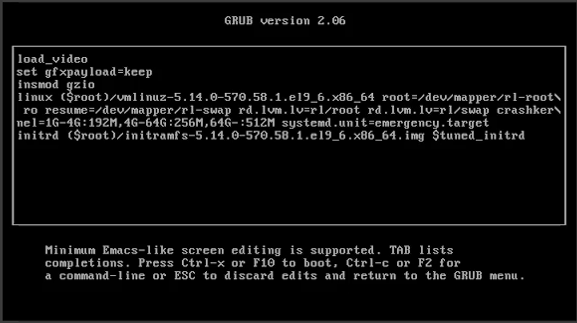 GRUB version 2.06
load_video
set gfxpayload=keep
insmod gzio
linux ($root)/vmlinuz-5.14.0-570.58.1.el9_6.x86_64 root=/dev/mapper/rl-root\
 ro resume=/dev/mapper/rl-swap rd.lvm.lv=rl/root rd.lvm.lv=rl/swap crashker\
nel=1G-4G:192M,4G-64G:256M,64G-:512M systemd.unit=emergency.target
initrd ($root)/initramfs-5.14.0-570.58.1.el9_6.x86_64.img $tuned_initrd
Minimum Emacs-like screen editing is supported. TAB lists
completions. Press Ctrl-x or F10 to boot, Ctrl-c or F2 for
a command-line or ESC to discard edits and return to the GRUB menu.